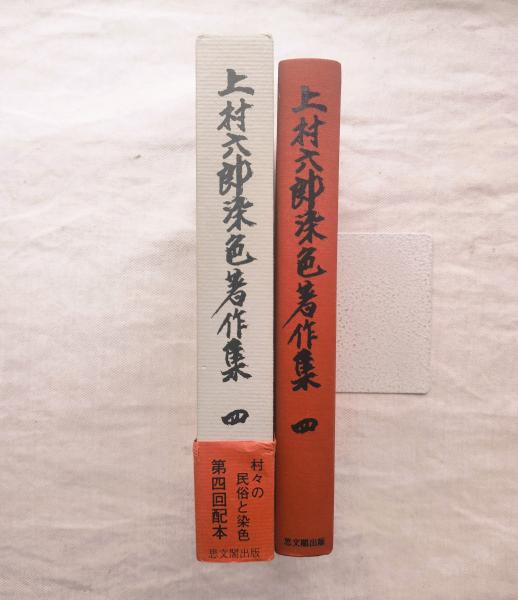 上村六郎染色著作集 四
村々の
民俗と染色
第四回配本
思文閣出版
上村六郎染色著作集 四
思文閣出版